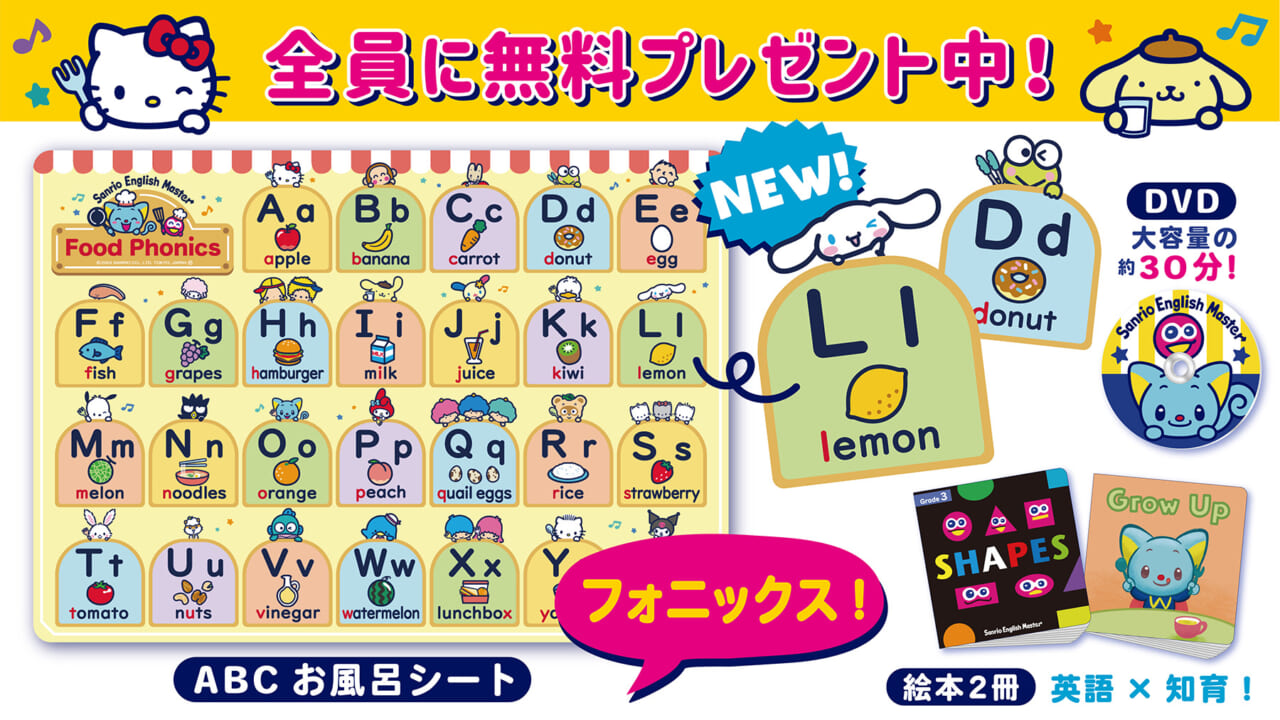 全員に無料プレゼント中！
Sanrio English Master
Food Phonics
Aa
apple
Bb
banana
Cc
carrot
Dd
donut
Ee
egg
Ff
fish
Gg
grapes
Hh
hamburger
Ii
milk
Jj
juice
Kk
kiwi
Ll
lemon
Mm
melon
Nn
noodles
Oo
orange
Pp
peach
Qq
quail eggs
Rr
rice
Ss
strawberry
Tt
tomato
Uu
nuts
Vv
vinegar
Ww
watermelon
Xx
lunchbox
Y
NEW!
Ll
lemon
Dd
donut
DVD
大容量の
約30分！
Sanrio English Master
Grade 3
SHAPES
Sanrio English Master
Grow Up
フォニックス！
ABC お風呂シート
絵本2冊 英語 × 知育！